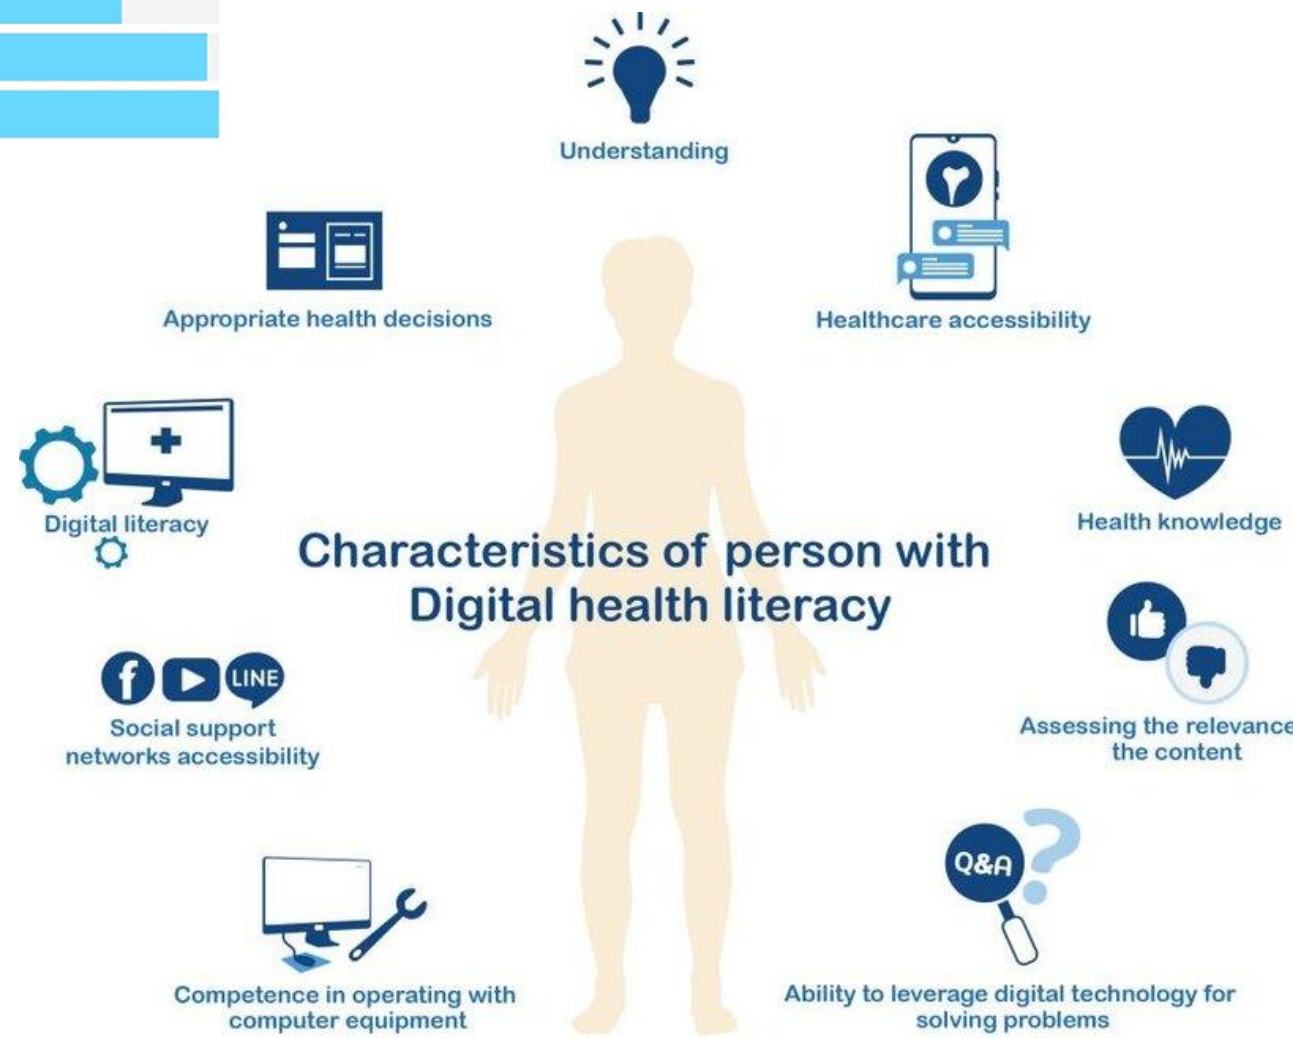 Understanding
Appropriate health decisions
Healthcare accessibility
Digital literacy
Health knowledge
Characteristics of person with
Digital health literacy
LINE
Social support
networks accessibility
Assessing the relevance
the content
Q&A
Competence in operating with
computer equipment
Ability to leverage digital technology for
solving problems